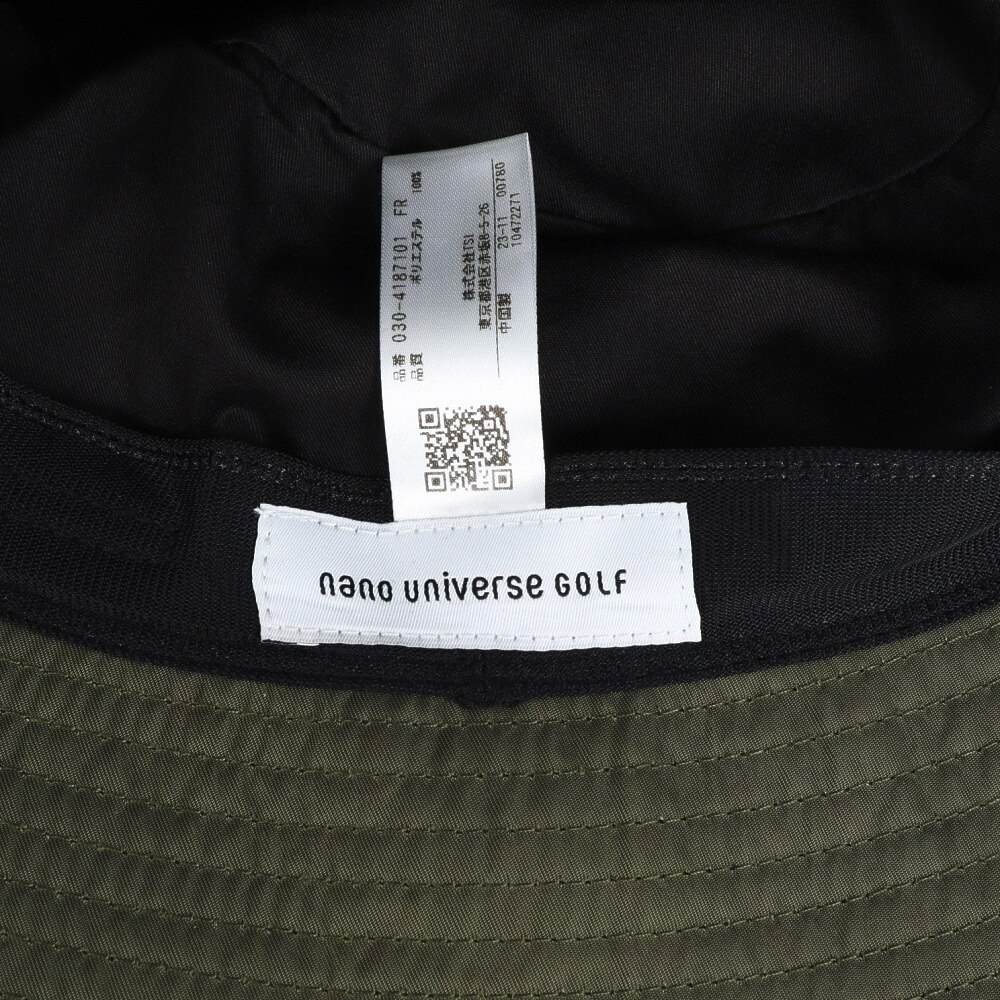 品番 030-4187101 FR
品質 ポリエステル 100%
株式会社TSI
東京都港区赤坂8-5-26
中国製 23-11 00780
10472271
nano universe GOLF